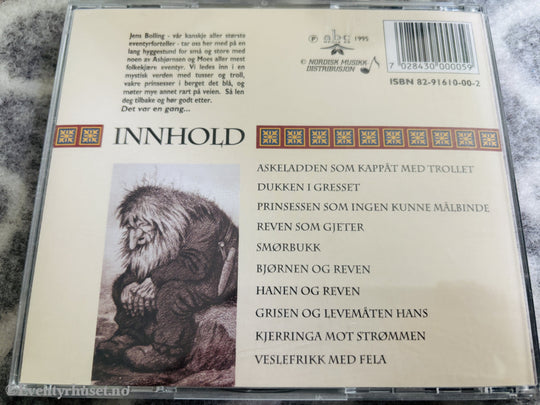 Jens Bolling - vår kanskje aller største
eventyrforteller - tar oss her med på en
lang hyggestund for små og store med
noen av Asbjørnsen og Moes aller mest
folkekjære eventyr. Vi ledes inn i en
mystisk verden med tusser og troll,
vakre prinsesser i berget det blå, og
møter mye annet rart på veien. Så len
deg tilbake og hør godt etter.
Det var en gang...
℗ 1995
© NORDISK MUSIKK
DISTRIBUSJON
7 028430 000059
ISBN 82-91610-00-2
INNHOLD
ASKELADDEN SOM KAPPÅT MED TROLLET
DUKKEN I GRESSET
PRINSESSEN SOM INGEN KUNNE MÅLBINDE
REVEN SOM GJETER
SMØRBUKK
BJØRNEN OG REVEN
HANEN OG REVEN
GRISEN OG LEVEMÅTEN HANS
KJERRINGA MOT STRØMMEN
VESLEFRIKK MED FELA
©Eventyrhuset.no